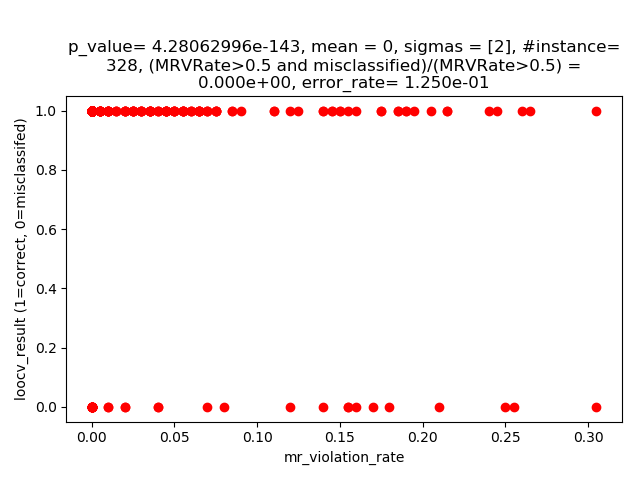 p_value= 4.28062996e-143, mean = 0, sigmas = [2], #instance=
328, (MRVRate>0.5 and misclassified)/(MRVRate>0.5) =
0.000e+00, error_rate= 1.250e-01
1.0
0.8
0.6
0.4
0.2
0.0
loocv_result (1=correct, 0=misclassifed)
0.00 0.05 0.10 0.15 0.20 0.25 0.30
mr_violation_rate